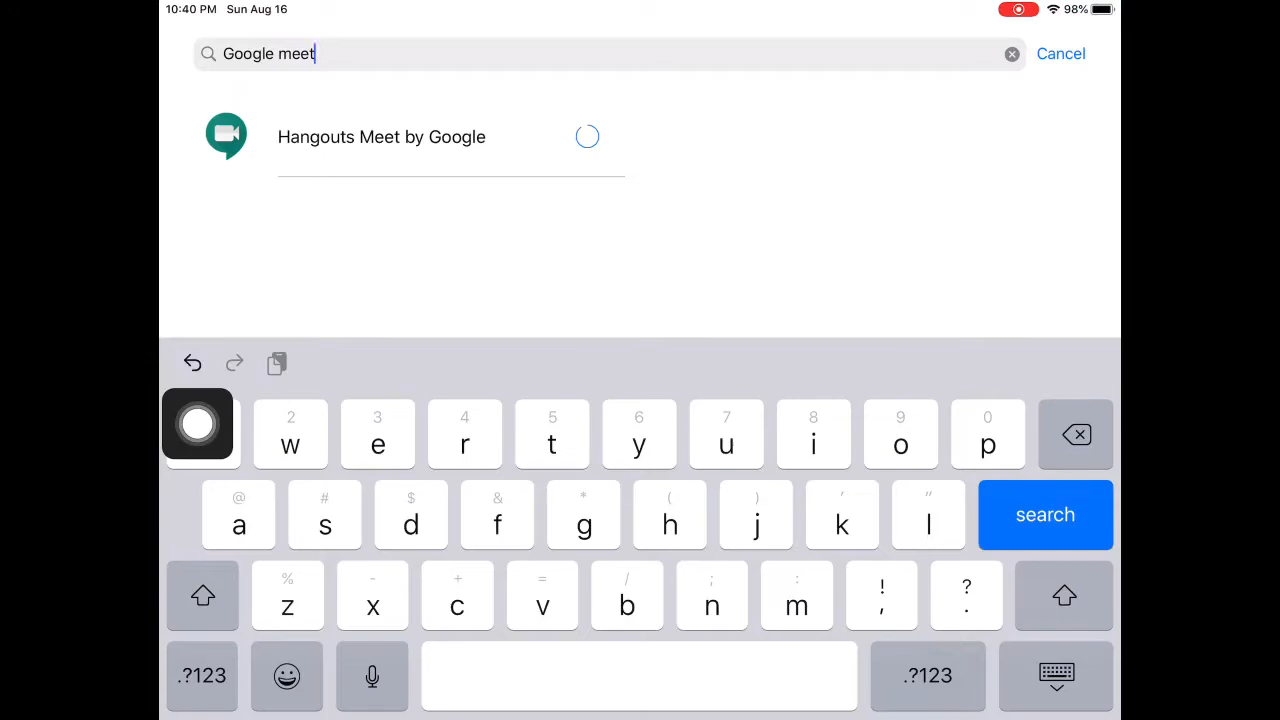 10:40 PM Sun Aug 16 98%
Google meet Cancel
Hangouts Meet by Google
2 3 4 5 6 7 8 9 0
w e r t y u i o p
@ # $ & * ( ) ' "
a s d f g h j k l search
% - + = / ; : ! ?
z x c v b n m , .
.?123 .?123